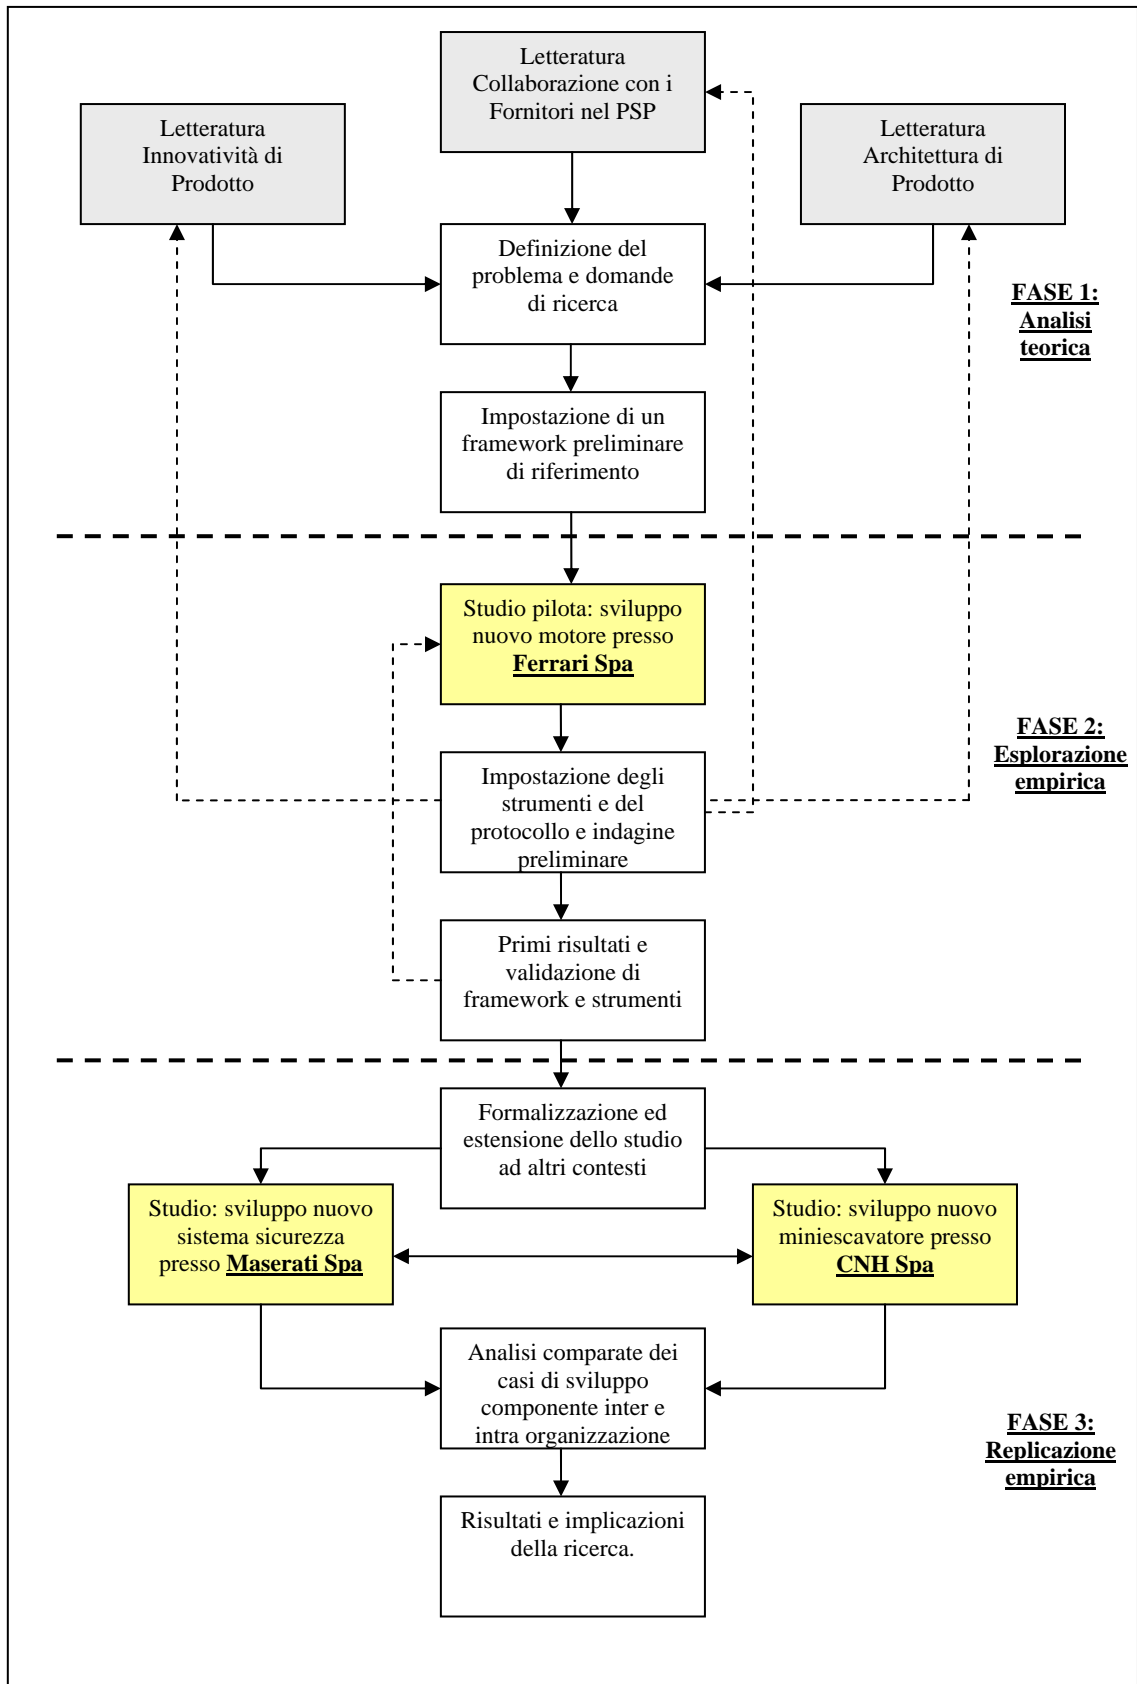 Letteratura
Collaborazione con i
Fornitori nel PSP
Letteratura
Innovatività di
Prodotto
Letteratura
Architettura di
Prodotto
Definizione del
problema e domande
di ricerca
FASE 1:
Analisi
teorica
Impostazione di un
framework preliminare
di riferimento
Studio pilota: sviluppo
nuovo motore presso
Ferrari Spa
FASE 2:
Esplorazione
empirica
Impostazione degli
strumenti e del
protocollo e indagine
preliminare
Primi risultati e
validazione di
framework e strumenti
Formalizzazione ed
estensione dello studio
ad altri contesti
Studio: sviluppo nuovo
sistema sicurezza
presso Maserati Spa
Studio: sviluppo nuovo
miniescavatore presso
CNH Spa
Analisi comparate dei
casi di sviluppo
componente inter e
intra organizzazione
FASE 3:
Replicazione
empirica
Risultati e implicazioni
della ricerca.